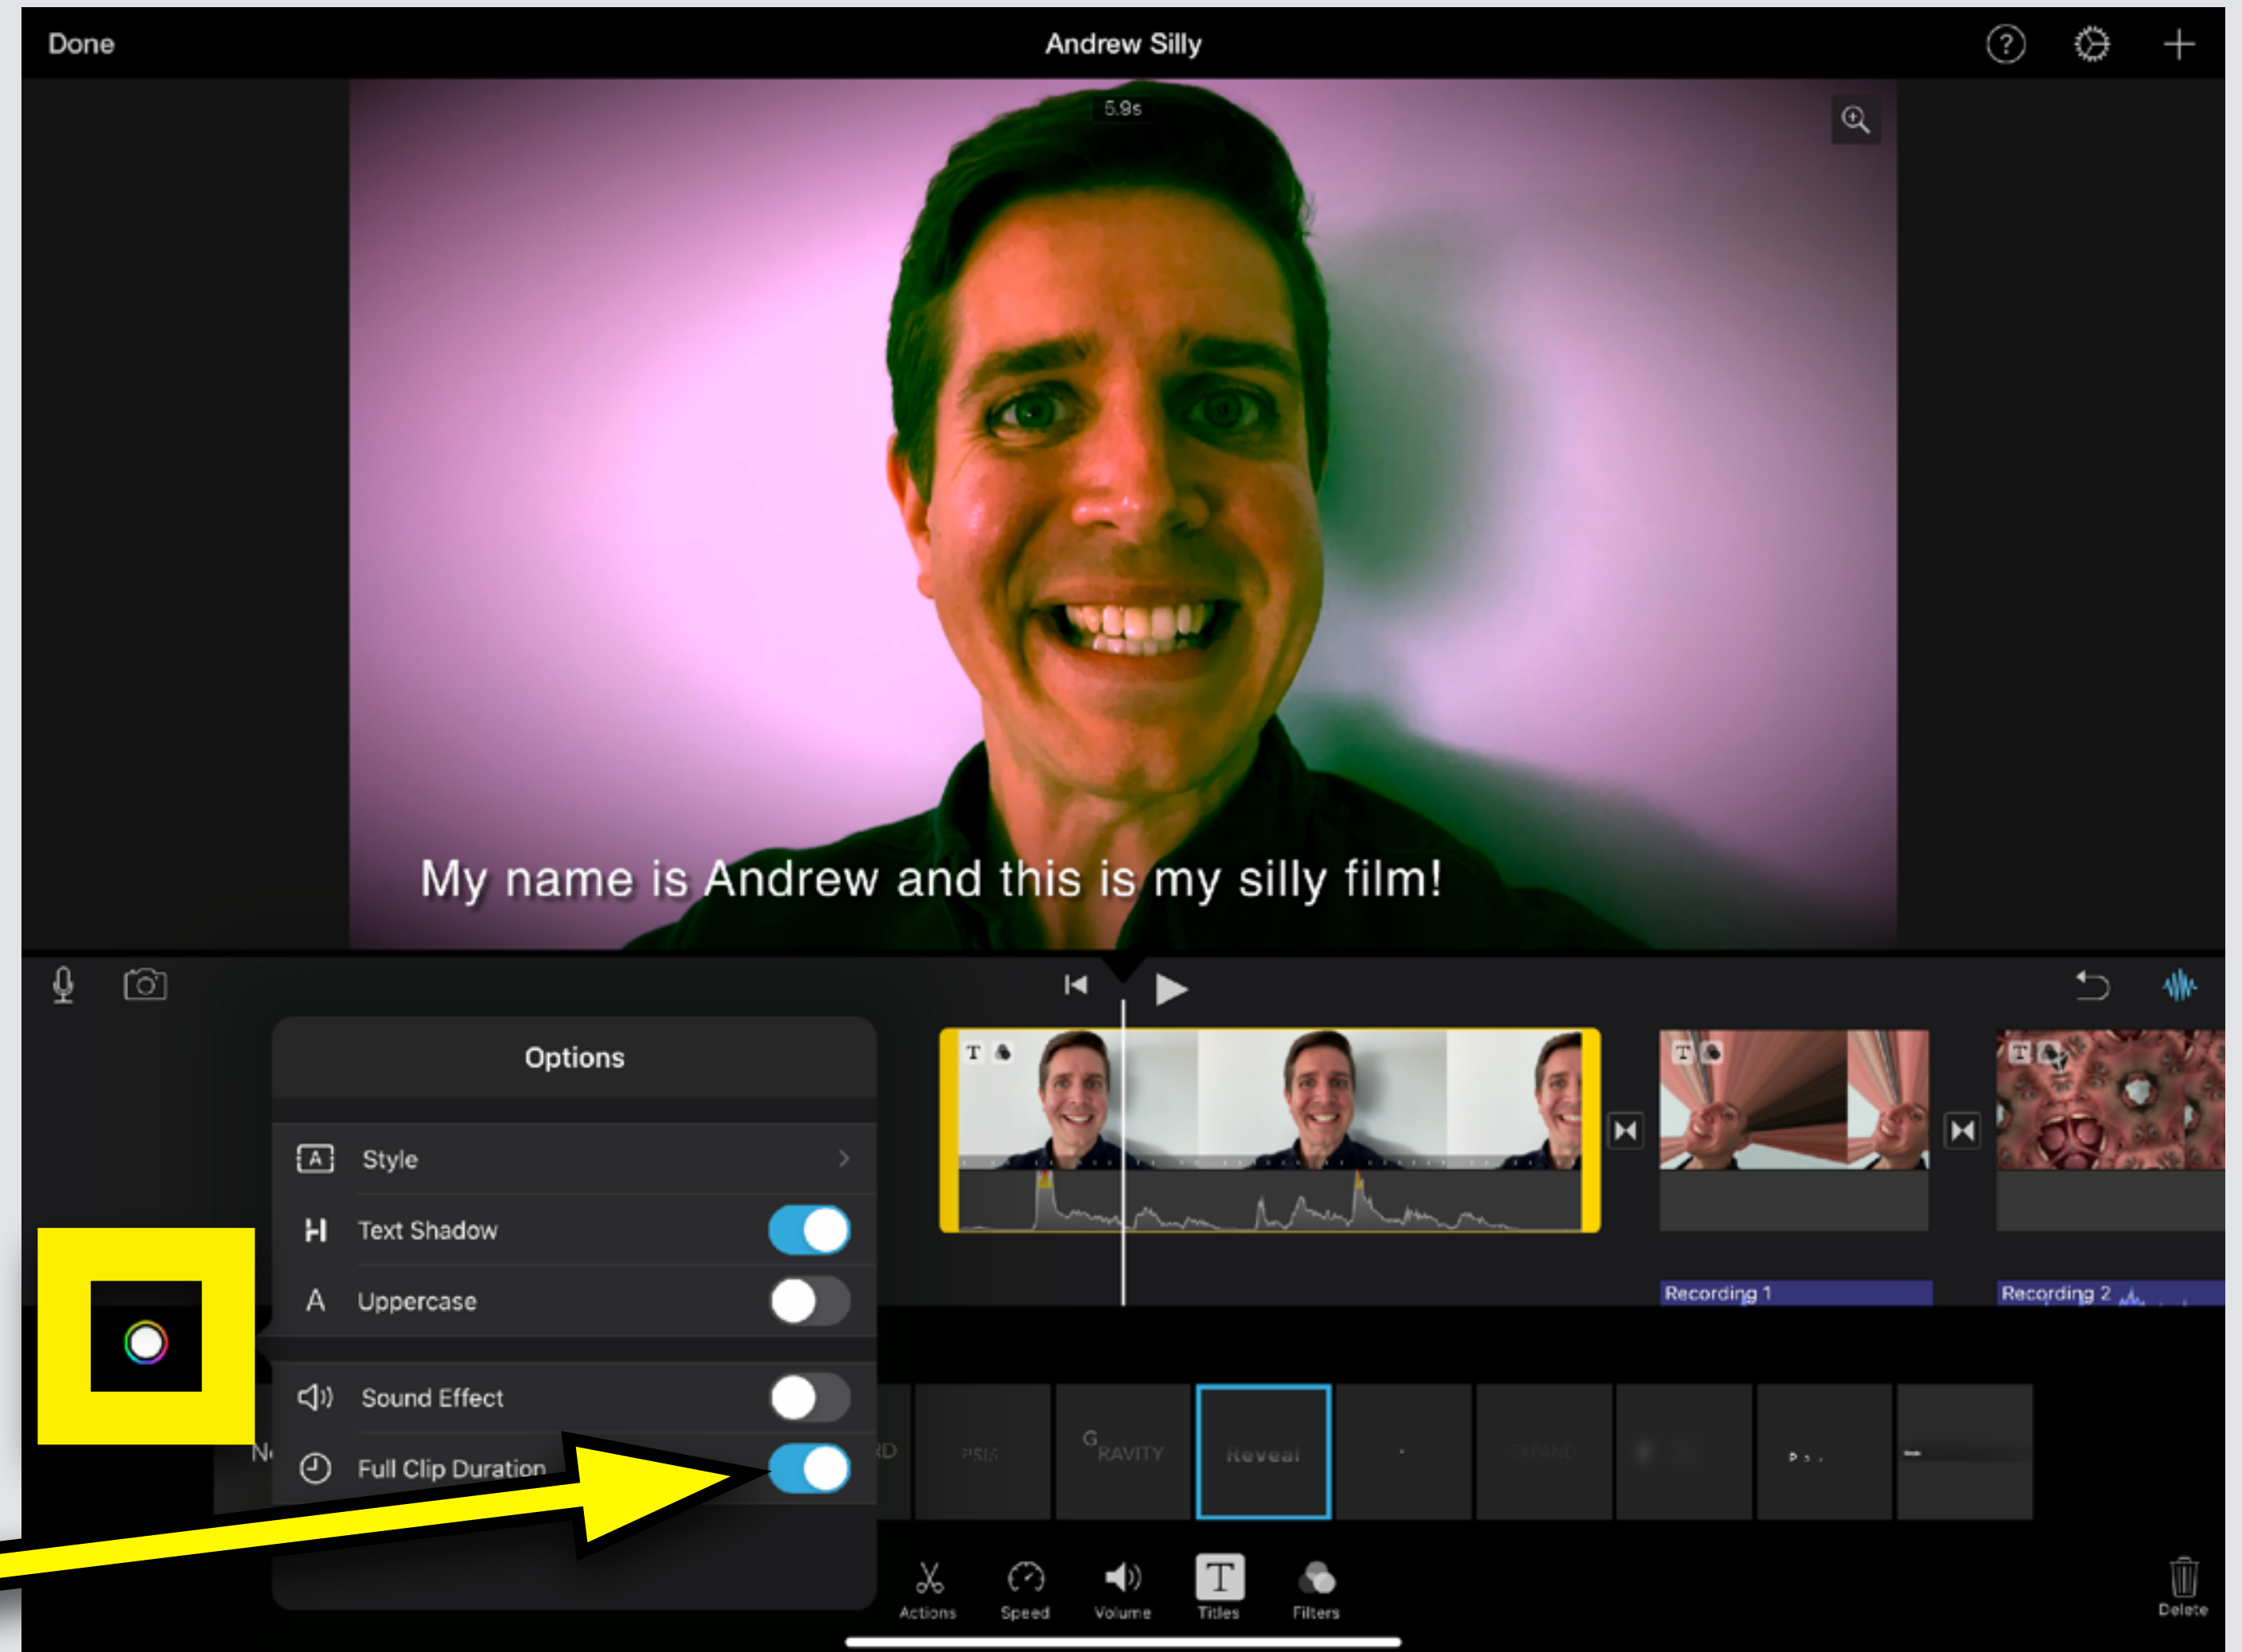 Done
Andrew Silly
?
5.9s
My name is Andrew and this is my silly film!
Options
A Style
H Text Shadow
A Uppercase
Sound Effect
Full Clip Duration
T
T
T
Recording 1
Recording 2
GRAVITY
Reveal
EXPAND
Actions
Speed
Volume
T
Titles
Filters
Delete